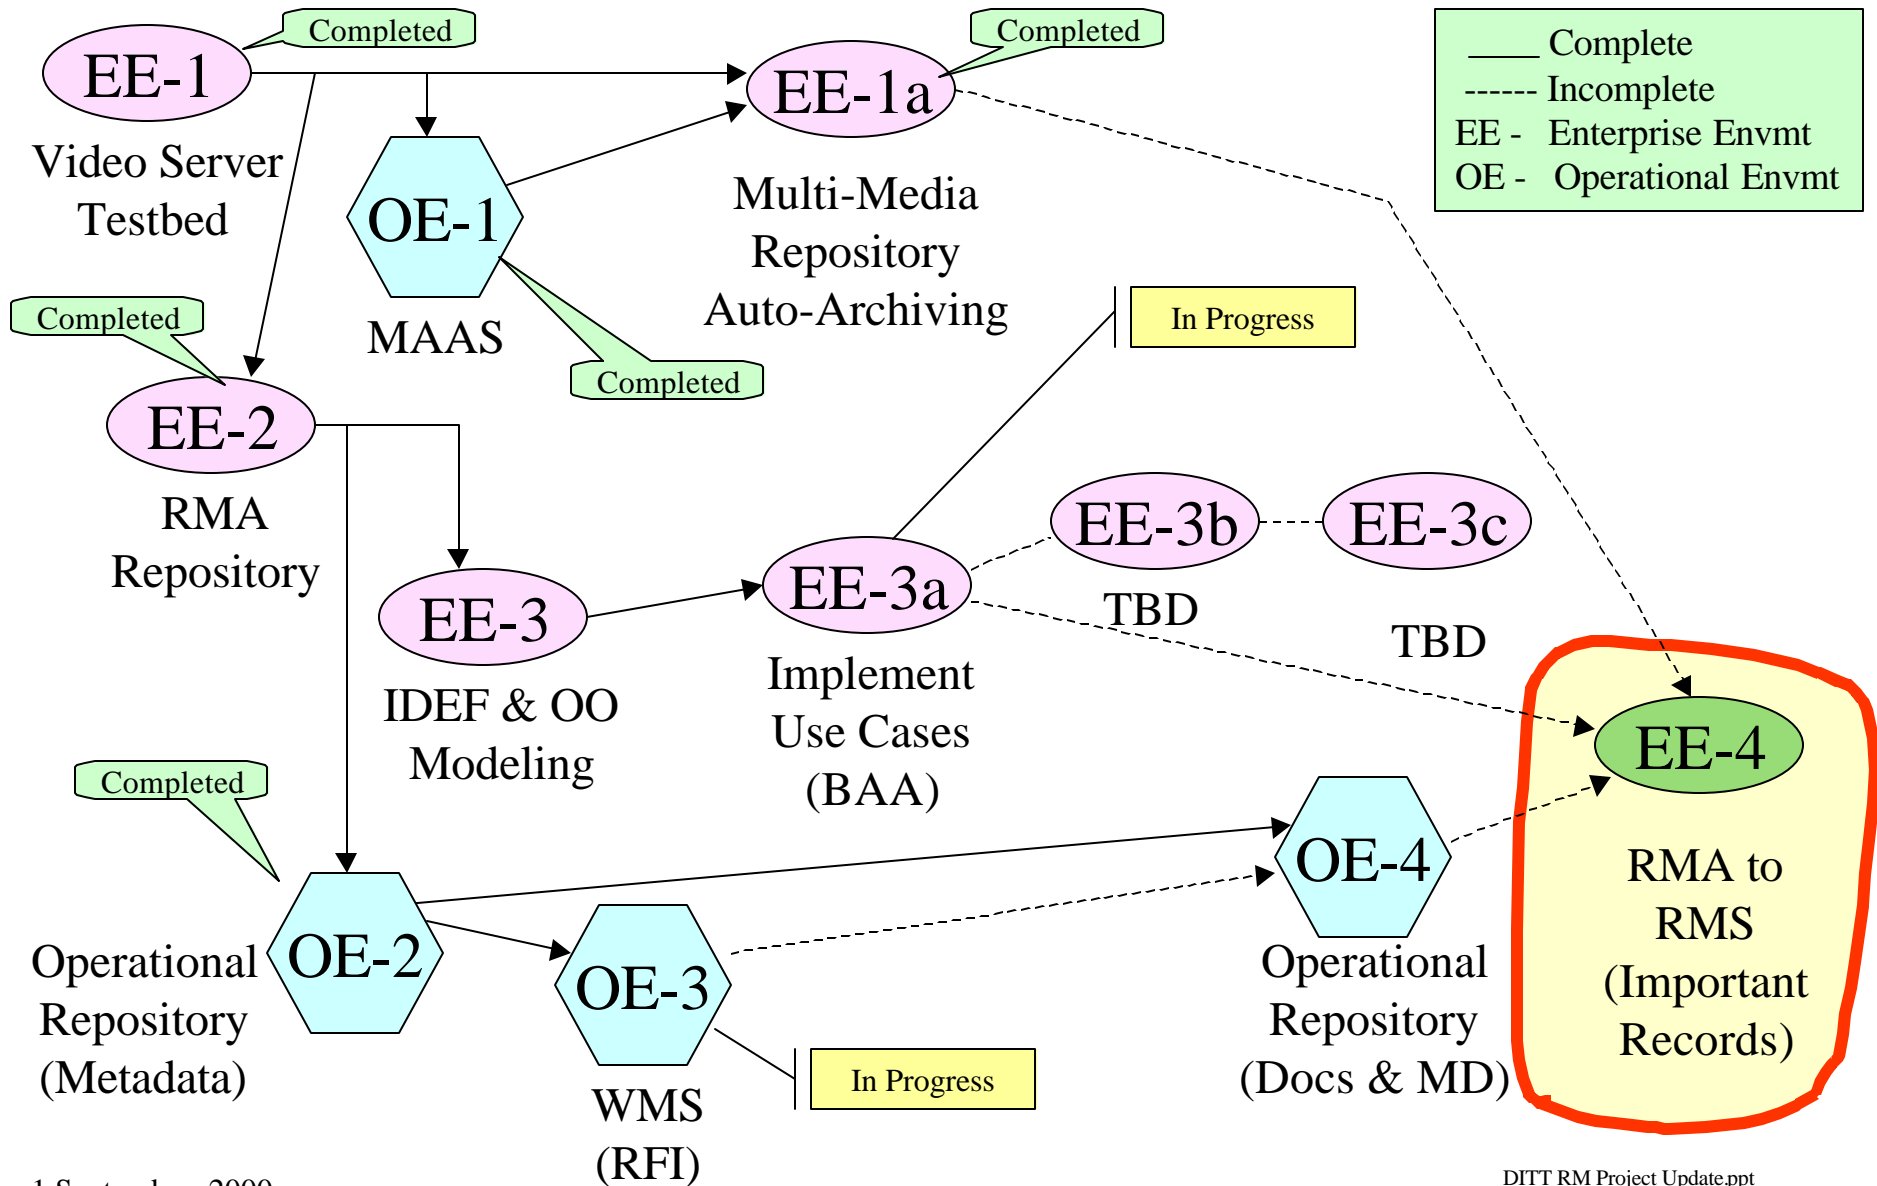 Completed
EE-1
Video Server
Testbed
Completed
EE-1a
Multi-Media
Repository
Auto-Archiving
____ Complete
------ Incomplete
EE - Enterprise Envmt
OE - Operational Envmt
OE-1
MAAS
Completed
Completed
EE-2
RMA
Repository
In Progress
EE-3
IDEF & OO
Modeling
EE-3a
Implement
Use Cases
(BAA)
EE-3b
TBD
EE-3c
TBD
EE-4
RMA to
RMS
(Important
Records)
Completed
OE-2
Operational
Repository
(Metadata)
OE-3
WMS
(RFI)
In Progress
OE-4
Operational
Repository
(Docs & MD)
1 September 2000
DITT RM Project Update.ppt